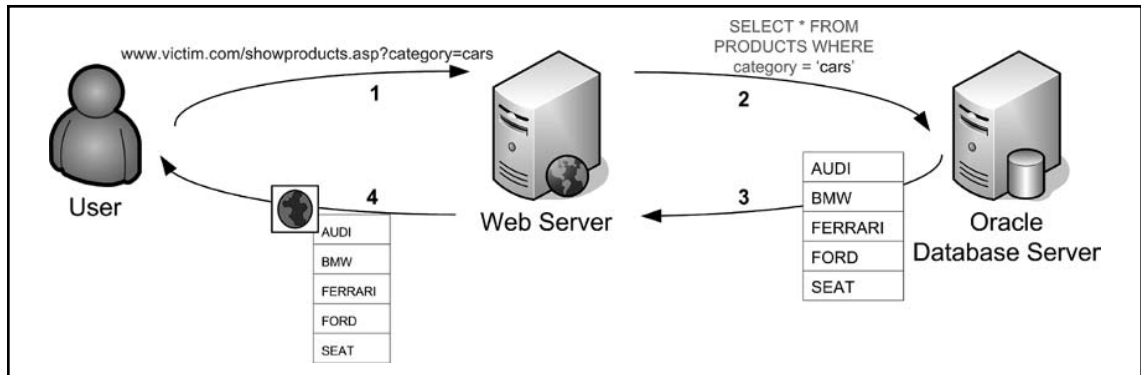 www.victim.com/showproducts.asp?category=cars
SELECT * FROM
PRODUCTS WHERE
category = ‘cars’
1
2
User
4
Web Server
3
Oracle
Database Server
AUDI
BMW
FERRARI
FORD
SEAT
AUDI
BMW
FERRARI
FORD
SEAT